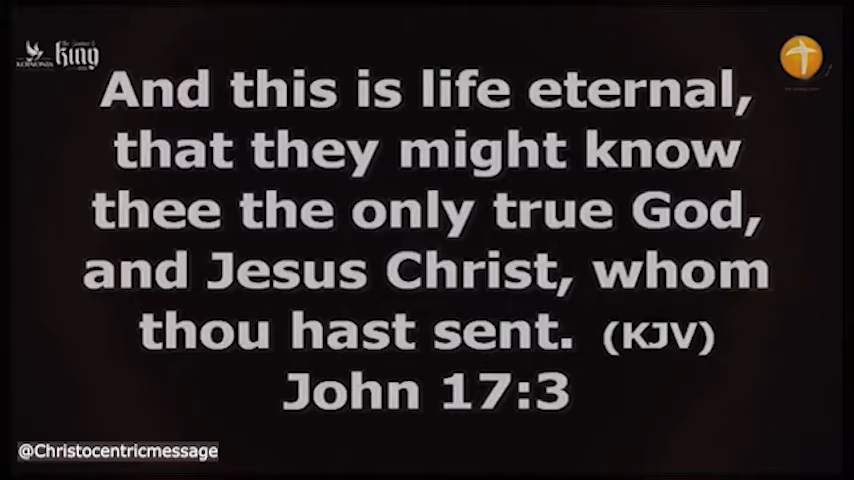 KOINONIA
king
And this is life eternal,
that they might know
thee the only true God,
and Jesus Christ, whom
thou hast sent. (KJV)
John 17:3
@Christocentricmessage